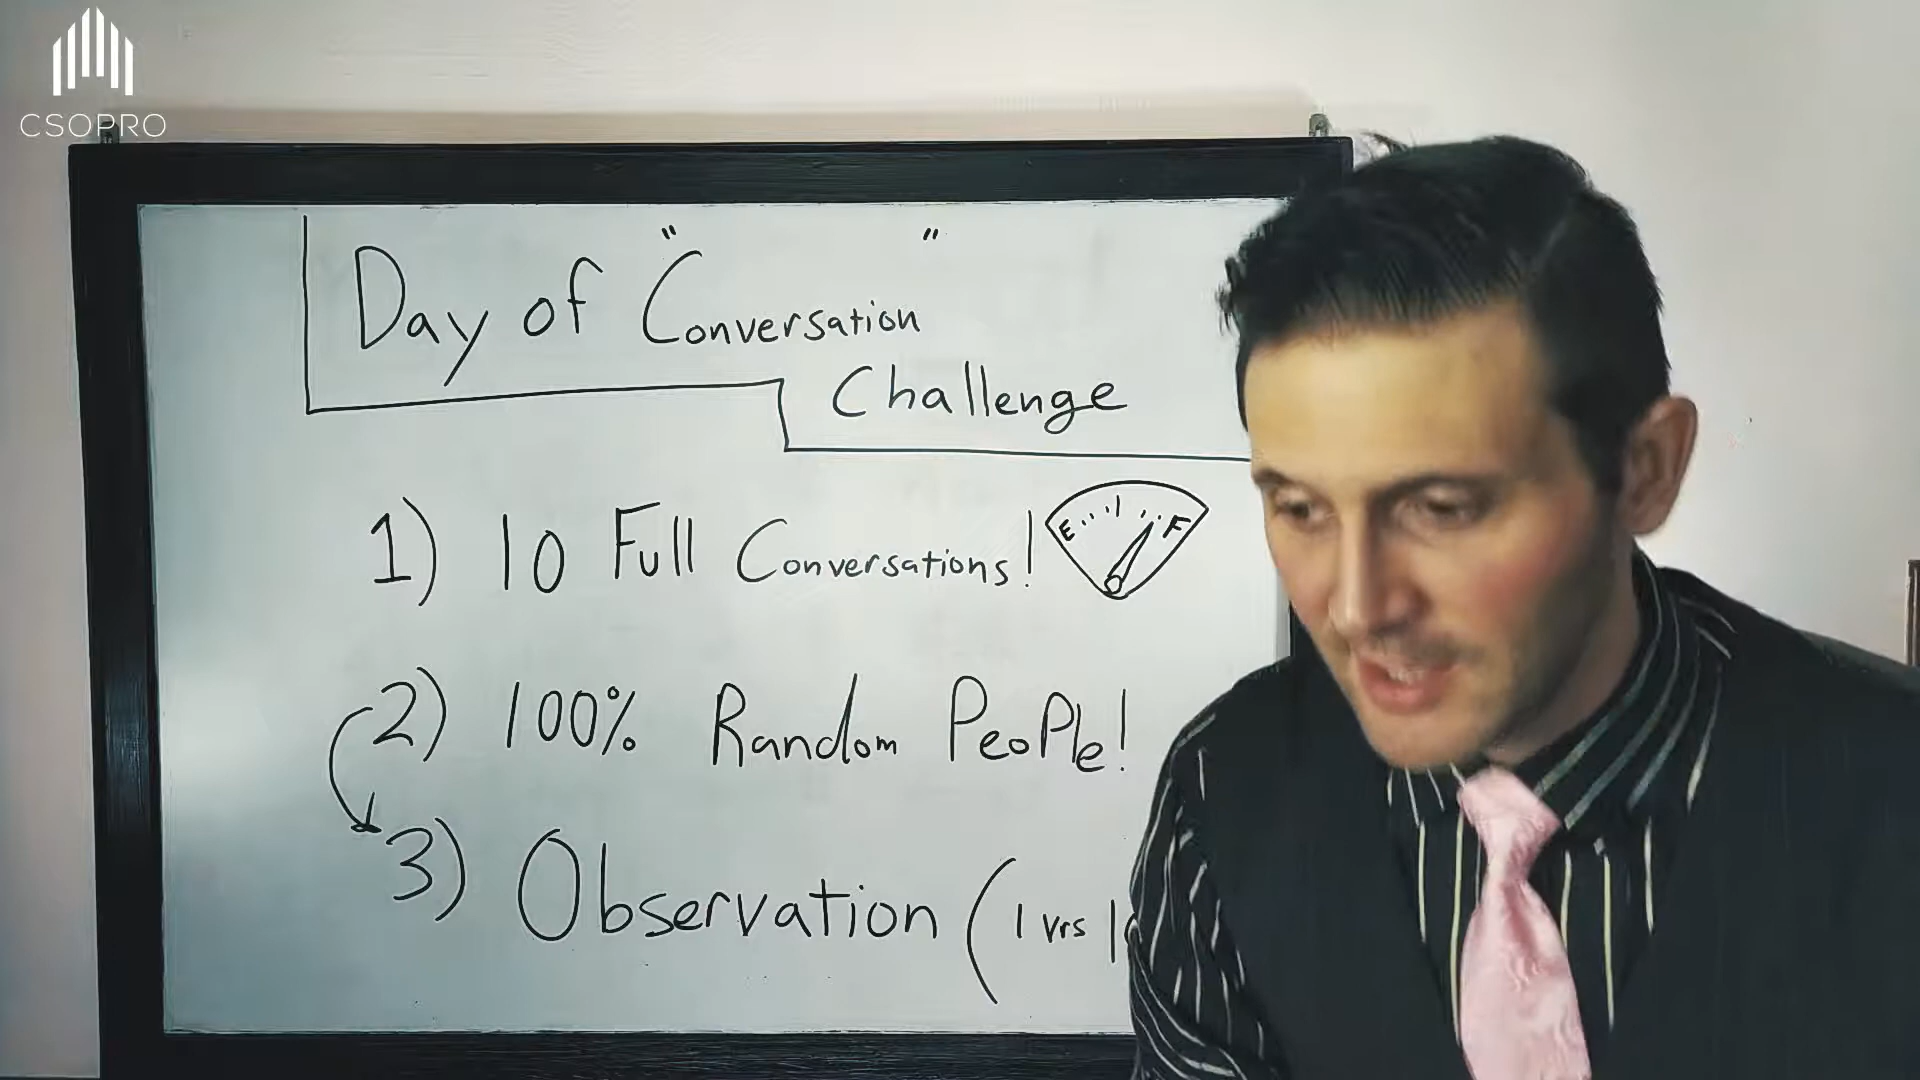 CSOPRO
Day of "Conversation"
Challenge
1) 10 Full Conversations!
E F
2) 100% Random People!
3) Observation (1 vrs